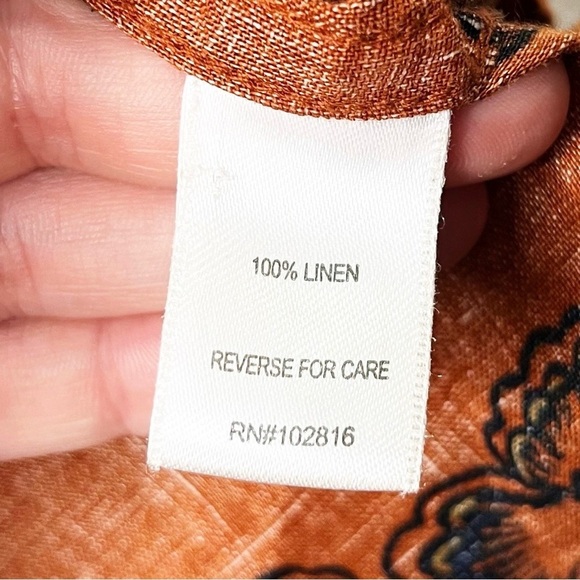 100% LINEN
REVERSE FOR CARE
RN#102816